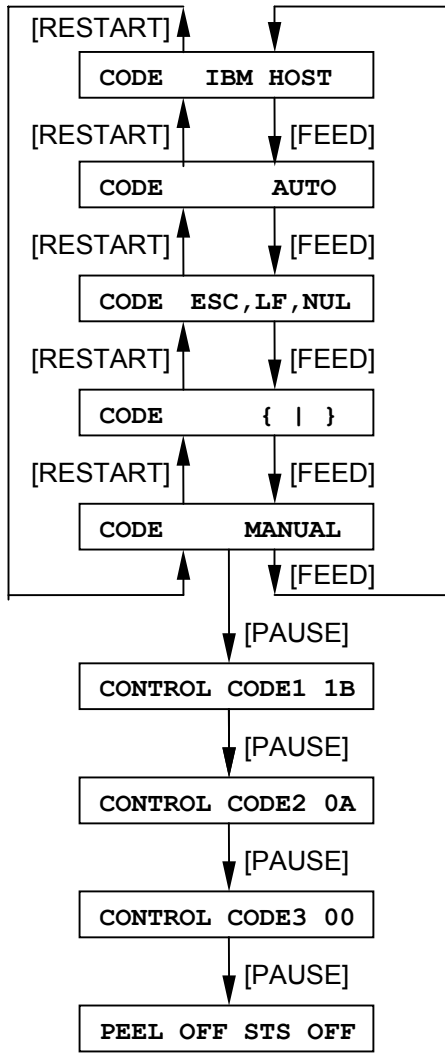 [RESTART]
CODE IBM HOST
[RESTART] [FEED]
CODE AUTO
[RESTART] [FEED]
CODE ESC,LF,NUL
[RESTART] [FEED]
CODE { | }
[RESTART] [FEED]
CODE MANUAL
[FEED]
[PAUSE]
CONTROL CODE1 1B
[PAUSE]
CONTROL CODE2 0A
[PAUSE]
CONTROL CODE3 00
[PAUSE]
PEEL OFF STS OFF